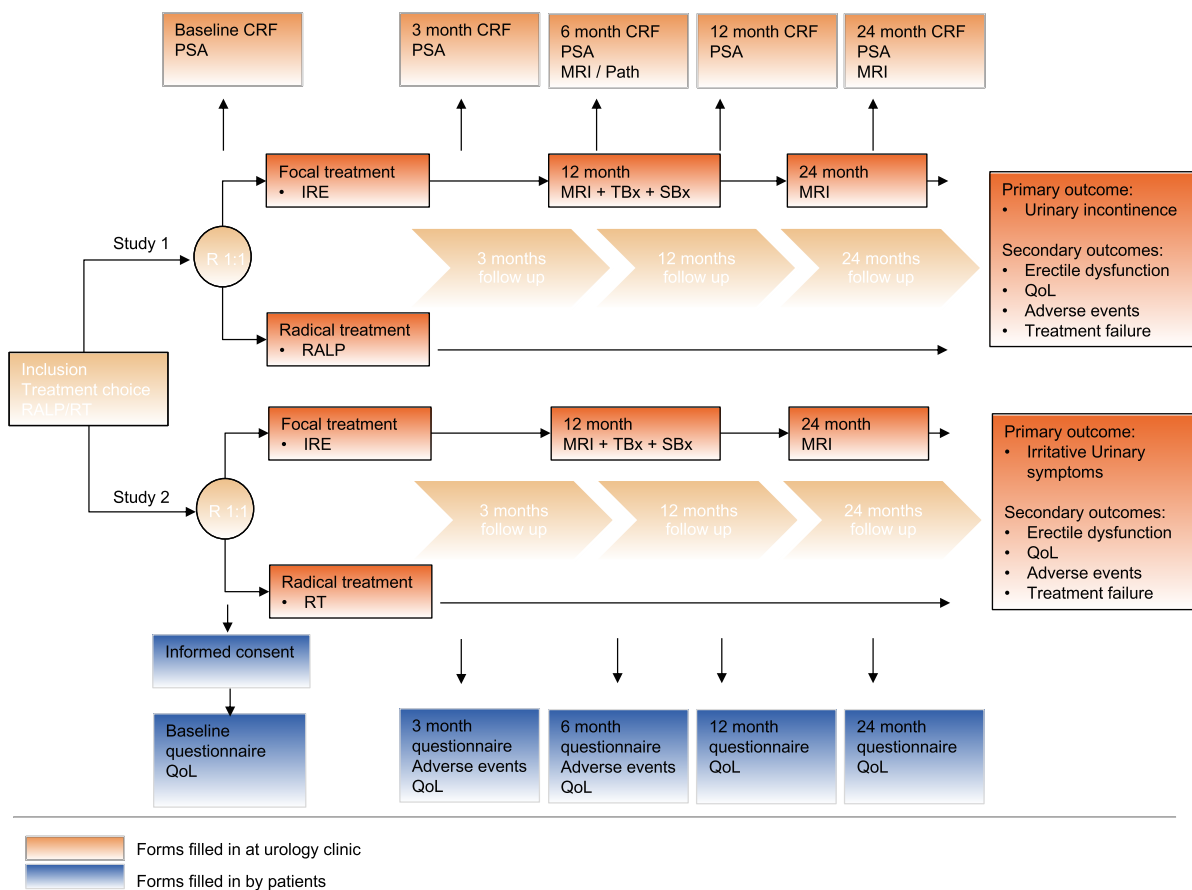 Baseline CRF
PSA
3 month CRF
PSA
6 month CRF
PSA
MRI / Path
12 month CRF
PSA
24 month CRF
PSA
MRI
Focal treatment
• IRE
12 month
MRI + TBx + SBx
24 month
MRI
Primary outcome:
• Urinary incontinence
Secondary outcomes:
• Erectile dysfunction
• QoL
• Adverse events
• Treatment failure
Study 1
R 1:1
3 months
follow up
12 months
follow up
24 months
follow up
Radical treatment
• RALP
Inclusion
Treatment choice
RALP/RT
Focal treatment
• IRE
12 month
MRI + TBx + SBx
24 month
MRI
Primary outcome:
• Irritative Urinary
symptoms
Secondary outcomes:
• Erectile dysfunction
• QoL
• Adverse events
• Treatment failure
Study 2
R 1:1
3 months
follow up
12 months
follow up
24 months
follow up
Radical treatment
• RT
Informed consent
Baseline
questionnaire
QoL
3 month
questionnaire
Adverse events
QoL
6 month
questionnaire
Adverse events
QoL
12 month
questionnaire
QoL
24 month
questionnaire
QoL
Forms filled in at urology clinic
Forms filled in by patients